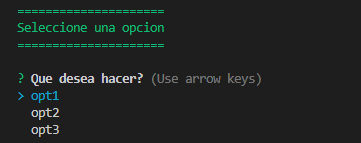 =====================
Seleccione una opcion
=====================
? Que desea hacer? (Use arrow keys)
> opt1
opt2
opt3